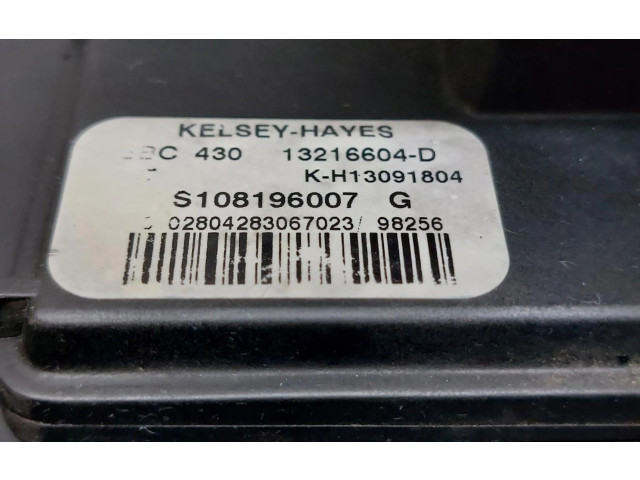 KELSEY-HAYES
430 13216604-D
K-H13091804
S108196007 G
02804283067023/ 98256